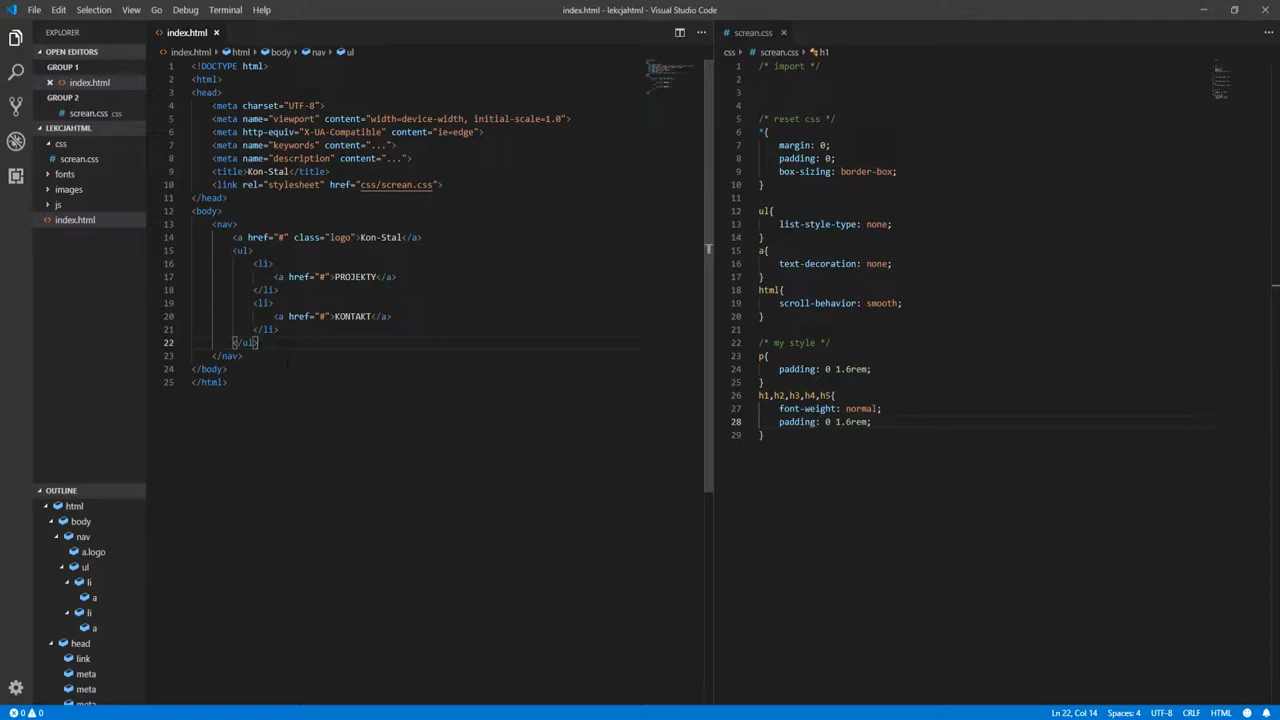 File Edit Selection View Go Debug Terminal Help
index.html - lekcjahtml - Visual Studio Code
EXPLORER
OPEN EDITORS
GROUP 1
index.html
GROUP 2
screan.css css
LEKCJAHTML
css
screan.css
fonts
images
js
index.html
OUTLINE
html
body
nav
a.logo
ul
li
a
li
a
head
link
meta
meta
meta
index.html
index.html html body nav ul
1 <!DOCTYPE html>
2 <html>
3 <head>
4 <meta charset="UTF-8">
5 <meta name="viewport" content="width=device-width, initial-scale=1.0">
6 <meta http-equiv="X-UA-Compatible" content="ie=edge">
7 <meta name="keywords" content="...">
8 <meta name="description" content="...">
9 <title>Kon-Stal</title>
10 <link rel="stylesheet" href="css/screan.css">
11 </head>
12 <body>
13 <nav>
14 <a href="#" class="logo">Kon-Stal</a>
15 <ul>
16 <li>
17 <a href="#">PROJEKTY</a>
18 </li>
19 <li>
20 <a href="#">KONTAKT</a>
21 </li>
22 </ul>
23 </nav>
24 </body>
25 </html>
screan.css
css screan.css h1
1 /* import */
2
3
4
5 /* reset css */
6 *{
7 margin: 0;
8 padding: 0;
9 box-sizing: border-box;
10 }
11
12 ul{
13 list-style-type: none;
14 }
15 a{
16 text-decoration: none;
17 }
18 html{
19 scroll-behavior: smooth;
20 }
21
22 /* my style */
23 p{
24 padding: 0 1.6rem;
25 }
26 h1,h2,h3,h4,h5{
27 font-weight: normal;
28 padding: 0 1.6rem;
29 }
0 0
Ln 22, Col 14 Spaces: 4 UTF-8 CRLF HTML